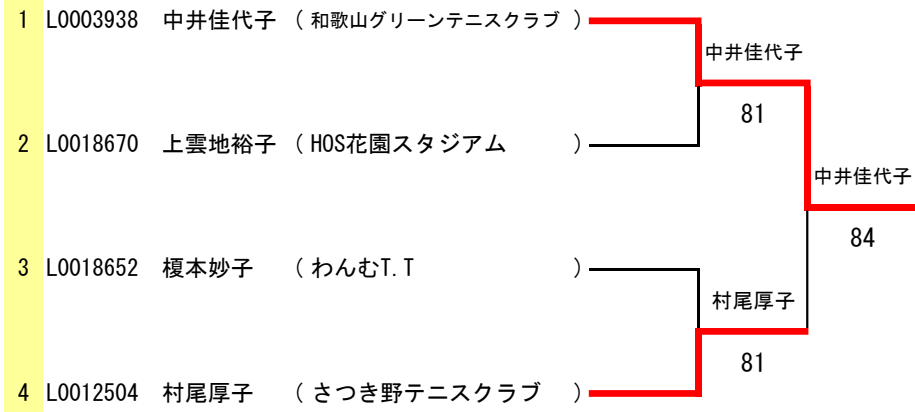 1 L0003938 中井佳代子 ( 和歌山グリーンテニスクラブ )
中井佳代子
81
2 L0018670 上雲地裕子 ( HOS花園スタジアム )
中井佳代子
84
3 L0018652 榎本妙子 ( わんむT.T )
村尾厚子
81
4 L0012504 村尾厚子 ( さつき野テニスクラブ )